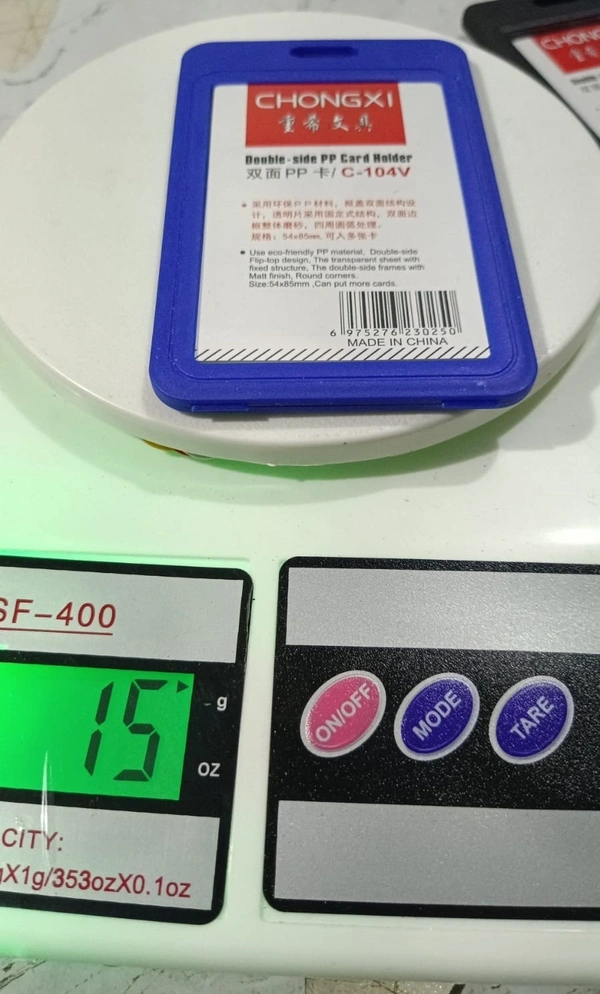 CHONGXI
重希文具
Double-side PP Card Holder
双面 PP 卡/ C-104V
采用环保PP材料, 掀盖双面结构设
计, 透明片采用固定式结构, 双面边
框整体磨砂, 四周圆弧处理。
规格: 54x85mm, 可入多张卡
Use eco-friendly PP material, Double-side
Flip-top design, The transparent sheet with
fixed structure, The double-side frames with
Matt finish, Round corners.
Size:54x85mm ,Can put more cards.
6 975276 230250
MADE IN CHINA
CHONG
SF-400
15
g
oz
CITY:
gX1g/353ozX0.1oz
ON/OFF
MODE
TARE